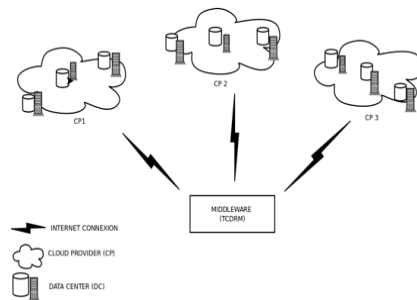 CP1
CP 2
CP 3
MIDDLEWARE
(TCDRM)
INTERNET CONNEXION
CLOUD PROVIDER (CP)
DATA CENTER (DC)